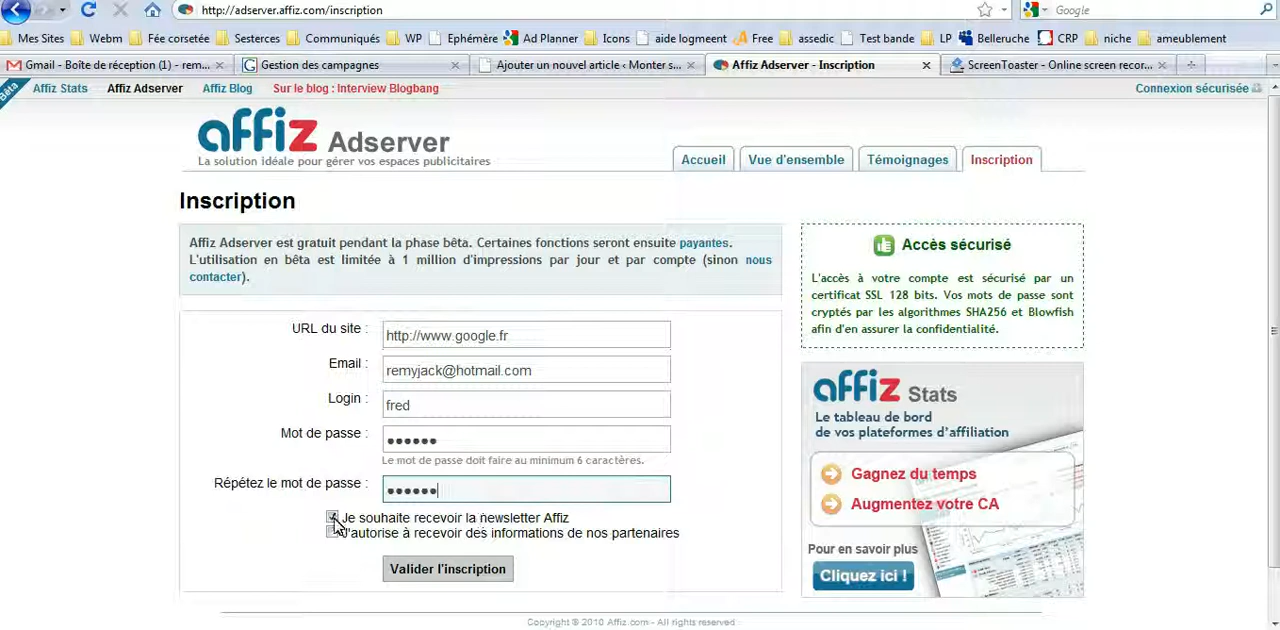 http://adserver.affiz.com/inscription
Google
Mes Sites Webm Fée corsetée Sesterces Communiqués WP Ephémère Ad Planner Icons aide logmeent Free assedic Test bande LP Belleruche CRP niche ameublement
Gmail - Boîte de réception (1) - rem... Gestion des campagnes Ajouter un nouvel article ‹ Monter s... Affiz Adserver - Inscription ScreenToaster - Online screen recor...
Bêta Affiz Stats Affiz Adserver Affiz Blog Sur le blog : Interview Blogbang Connexion sécurisée
affiz Adserver
La solution idéale pour gérer vos espaces publicitaires
Accueil Vue d'ensemble Témoignages Inscription
Inscription
Affiz Adserver est gratuit pendant la phase bêta. Certaines fonctions seront ensuite payantes.
L'utilisation en bêta est limitée à 1 million d'impressions par jour et par compte (sinon nous
contacter).
URL du site : http://www.google.fr
Email : remyjack@hotmail.com
Login : fred
Mot de passe : ••••••
Le mot de passe doit faire au minimum 6 caractères.
Répétez le mot de passe : ••••••
Je souhaite recevoir la newsletter Affiz
J'autorise à recevoir des informations de nos partenaires
Valider l'inscription
Accès sécurisé
L'accès à votre compte est sécurisé par un
certificat SSL 128 bits. Vos mots de passe sont
cryptés par les algorithmes SHA256 et Blowfish
afin d'en assurer la confidentialité.
affiz Stats
Le tableau de bord
de vos plateformes d'affiliation
Gagnez du temps
Augmentez votre CA
Pour en savoir plus
Cliquez ici !
Copyright © 2010 Affiz.com - All rights reserved